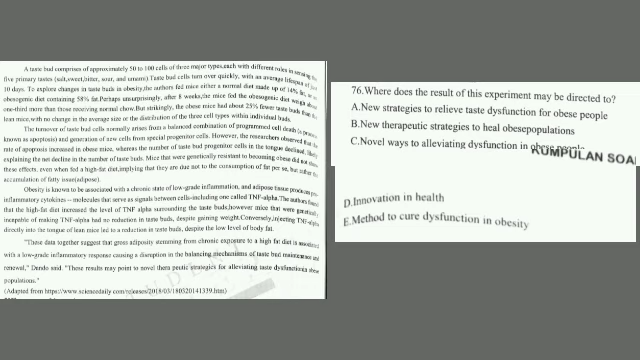 A taste bud comprises of approximately 50 to 100 cells of three major types,each with different roles in sensing the
five primary tastes (salt,sweet,bitter, sour, and umami).Taste bud cells turn over quickly, with an average lifespan of just
10 days. To explore changes in taste buds in obesity,the authors fed mice either a normal diet made up of 14% fat, or an
obesogenic diet containing 58% fat.Perhaps unsurprisingly, after 8 weeks,the mice fed the obesogenic diet weigh about
one-third more than those receiving normal chow.But strikingly, the obese mice had about 25% fewer taste buds than the
lean mice,with no change in the average size or the distribution of the three cell types within individual buds.
The turnover of taste bud cells normally arises from a balanced combination of programmed cell death (a process
known as apoptosis) and generation of new cells from special progenitor cells. However, the researchers observed that the
rate of apoptosis increased in obese mice, whereas the number of taste bud progenitor cells in the tongue declined, likely
explaining the net decline in the number of taste buds. Mice that were genetically resistant to becoming obese did not show
these effects, even when fed a high-fat diet,implying that they are due not to the consumption of fat per se, but rather the
accumulation of fatty tissue(adipose).
Obesity is known to be associated with a chronic state of low-grade inflammation, and adipose tissue produces pro-
inflammatory cytokines-- molecules that serve as signals between cells-including one called TNF-alpha.The authors found
that the high-fat diet increased the level of TNF-alpha surrounding the taste buds;however mice that were genetically
incapable of making TNF-alpha had no reduction in taste buds, despite gaining weight.Conversely,injecting TNF-alpha
directly into the tongue of lean mice led to a reduction in taste buds, despite the low level of body fat.
"These data together suggest that gross adiposity stemming from chronic exposure to a high fat diet is associated
with a low-grade inflammatory response causing a disruption in the balancing mechanisms of taste bud maintenance and
renewal," Dando said. "These results may point to novel therapeutic strategies for alleviating taste dysfunctionin obese
populations."
(Adapted from https://www.sciencedaily.com/releases/2018/03/180320141339.htm)
76.Where does the result of this experiment may be directed to?
A.New strategies to relieve taste dysfunction for obese people
B.New therapeutic strategies to heal obesepopulations
C.Novel ways to alleviating dysfunction in obese people
KUMPULAN SOA
D.Innovation in health
E.Method to cure dysfunction in obesity